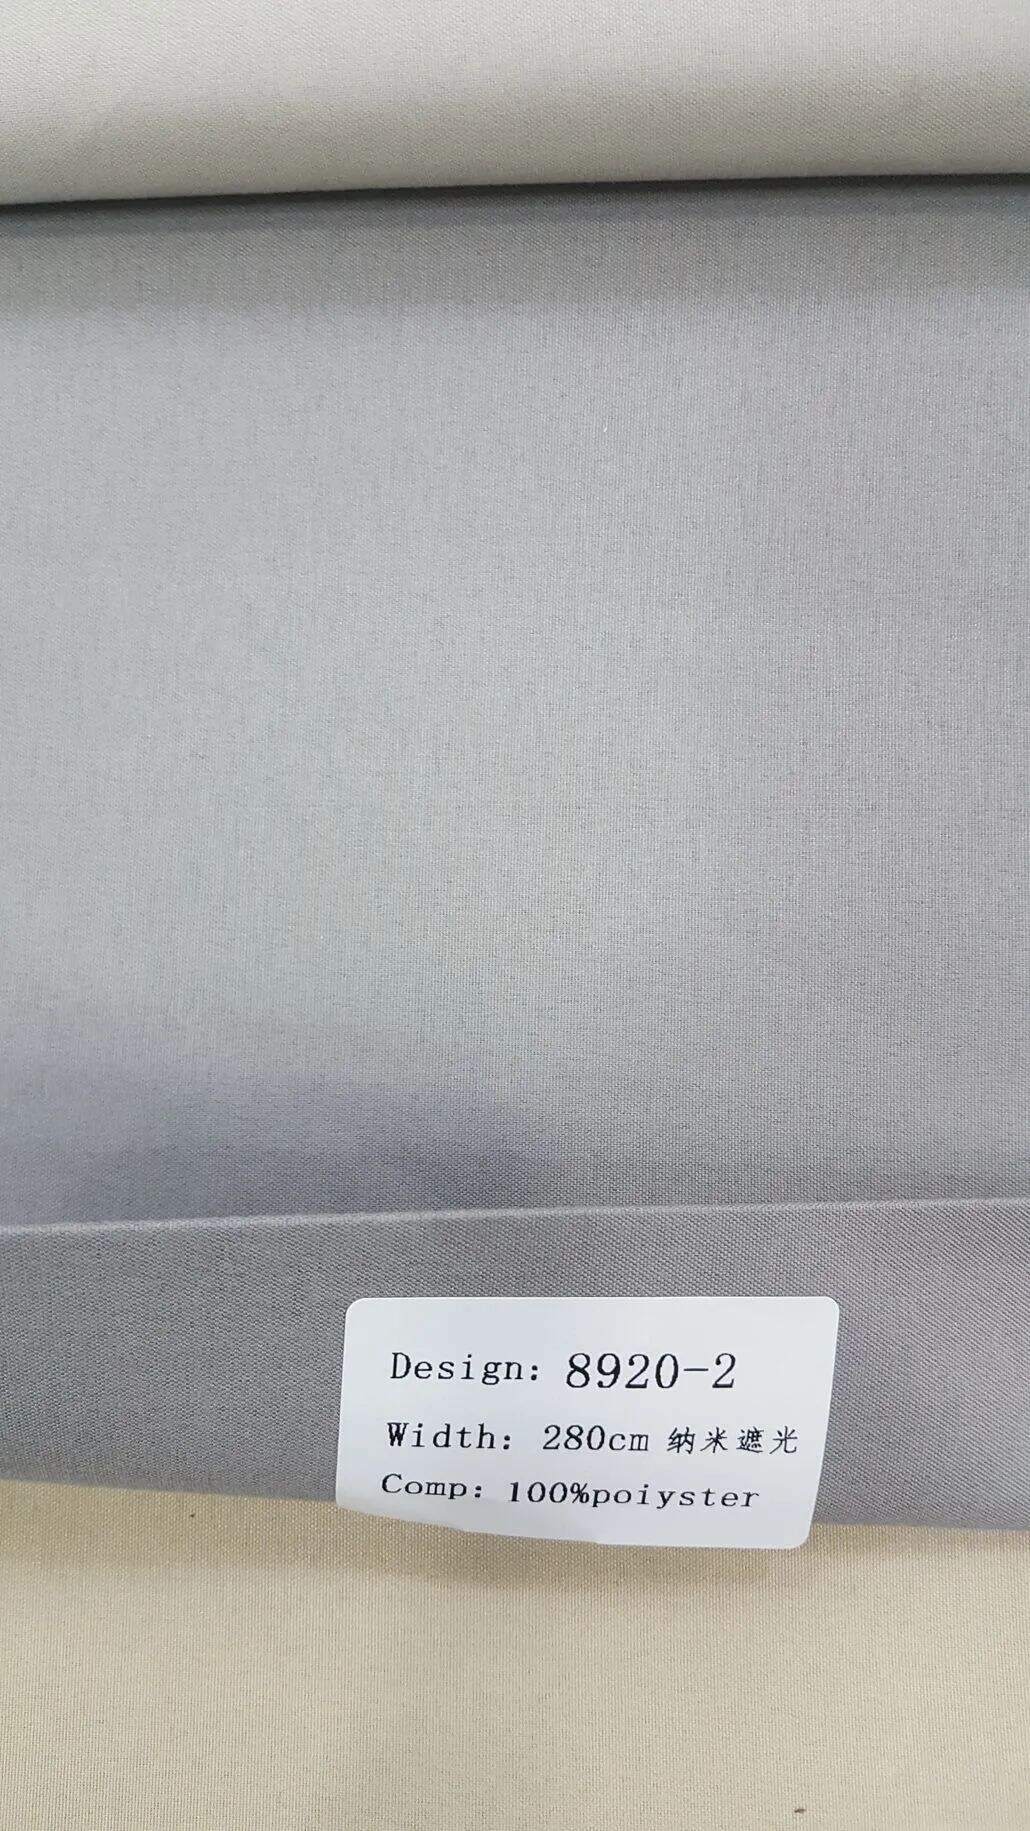 Design: 8920-2
Width: 280cm 纳米遮光
Comp: 100%poiyster